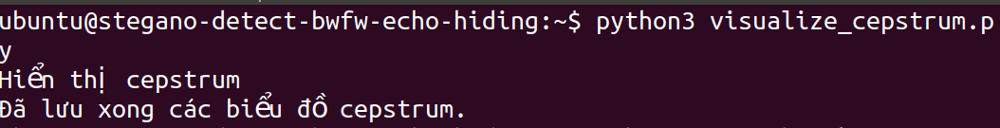 ubuntu@stegano-detect-bwfw-echo-hiding:~$ python3 visualize_cepstrum.p
y
Hiển thị cepstrum
Đã lưu xong các biểu đồ cepstrum.